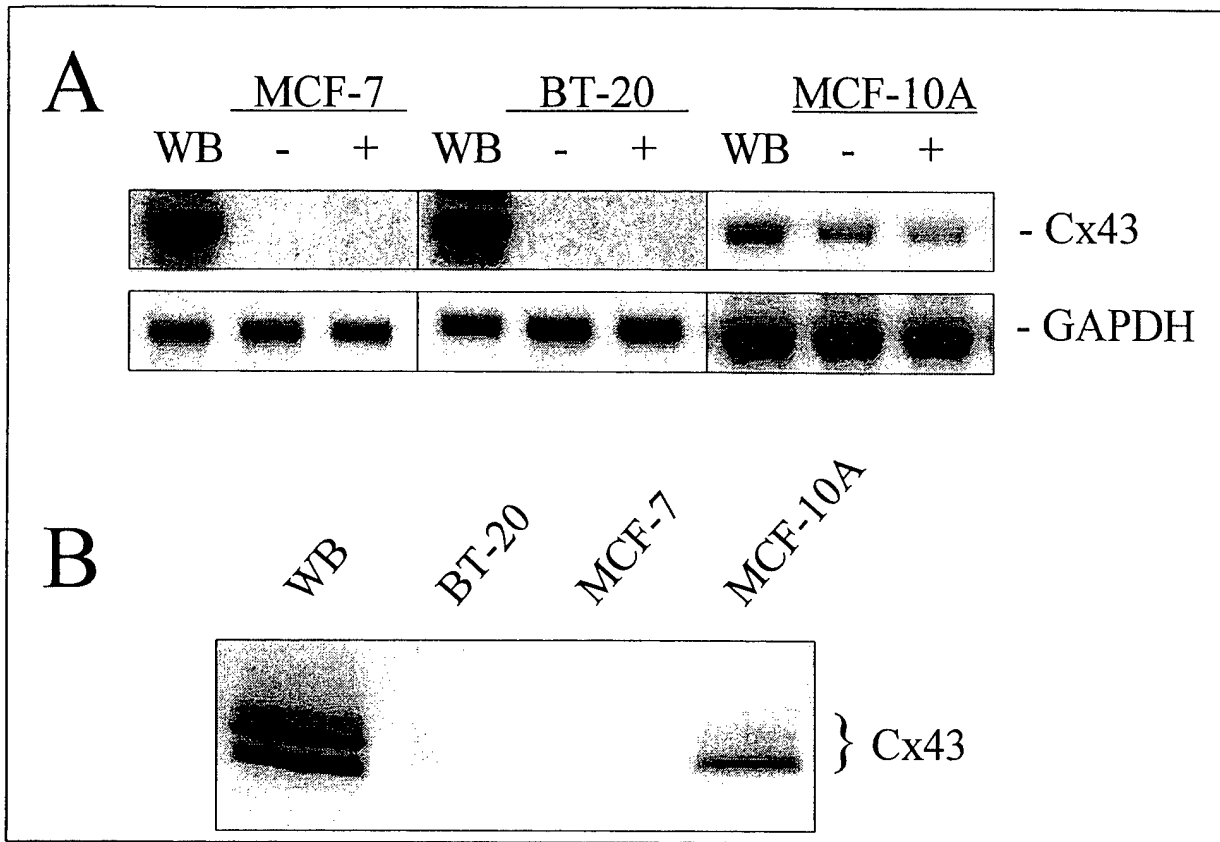 A
MCF-7 BT-20 MCF-10A
WB - + WB - + WB - +
- Cx43
- GAPDH
B
WB BT-20 MCF-7 MCF-10A
} Cx43